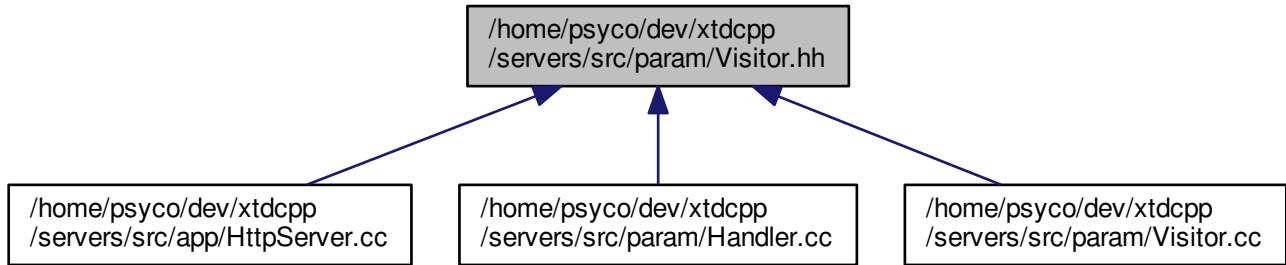 /home/psyco/dev/xtdcpp
/servers/src/param/Visitor.hh
/home/psyco/dev/xtdcpp
/servers/src/app/HttpServer.cc
/home/psyco/dev/xtdcpp
/servers/src/param/Handler.cc
/home/psyco/dev/xtdcpp
/servers/src/param/Visitor.cc